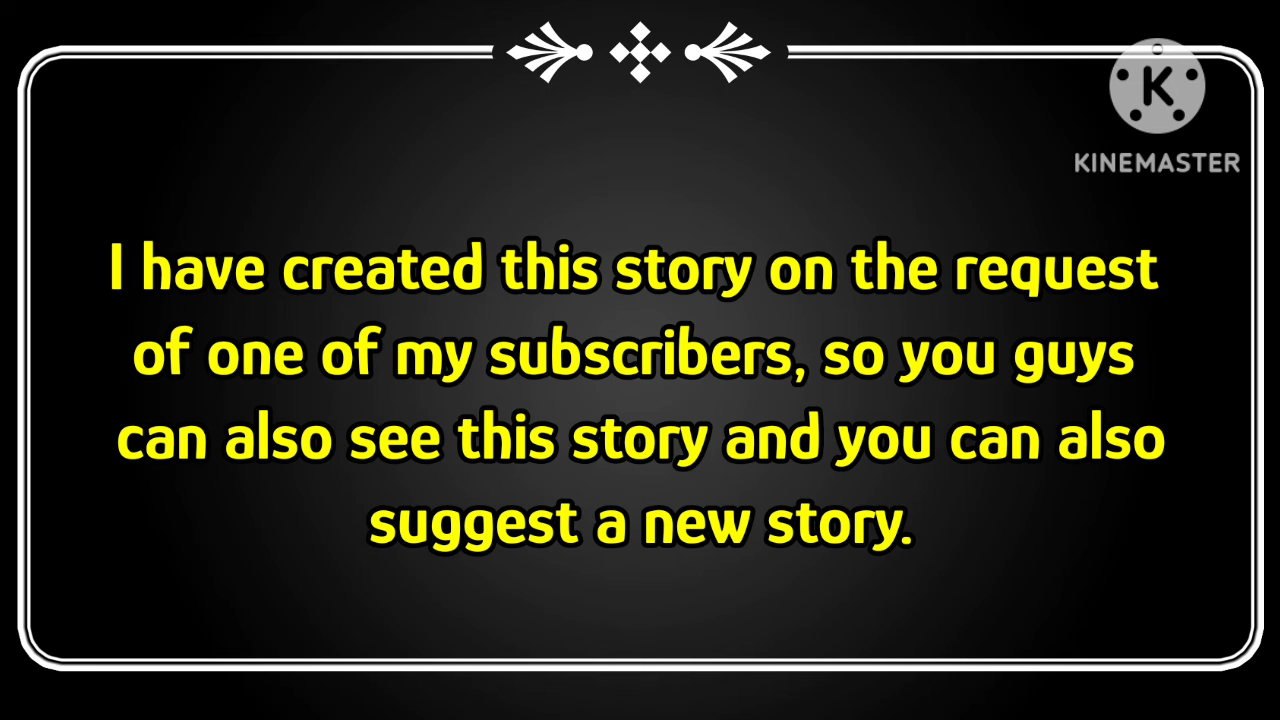 K
KINEMASTER
I have created this story on the request
of one of my subscribers, so you guys
can also see this story and you can also
suggest a new story.